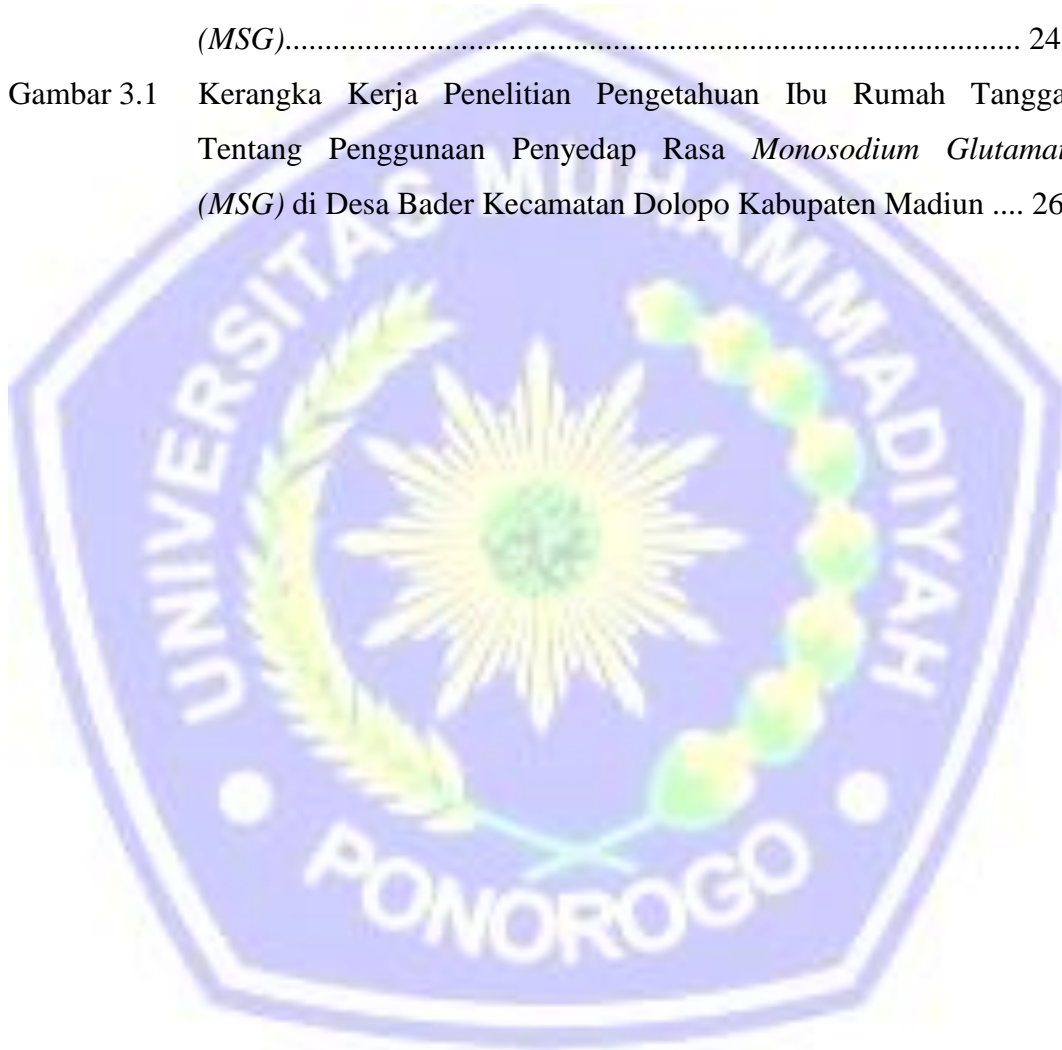 (MSG)............................................................................................ 24
Gambar 3.1 Kerangka Kerja Penelitian Pengetahuan Ibu Rumah Tangga
Tentang Penggunaan Penyedap Rasa Monosodium Glutamat
(MSG) di Desa Bader Kecamatan Dolopo Kabupaten Madiun .... 26
UNIVERSITAS MUHAMMADIYAH
PONOROGO